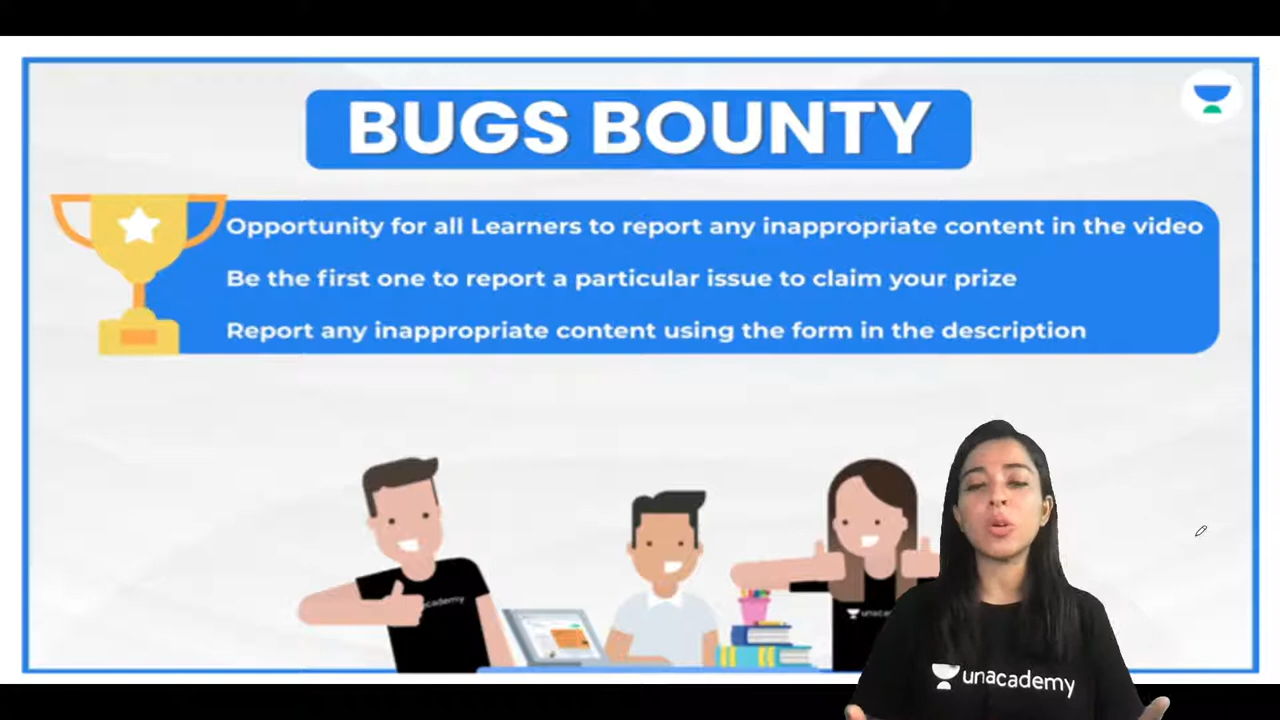 BUGS BOUNTY
Opportunity for all Learners to report any inappropriate content in the video
Be the first one to report a particular issue to claim your prize
Report any inappropriate content using the form in the description
unacademy